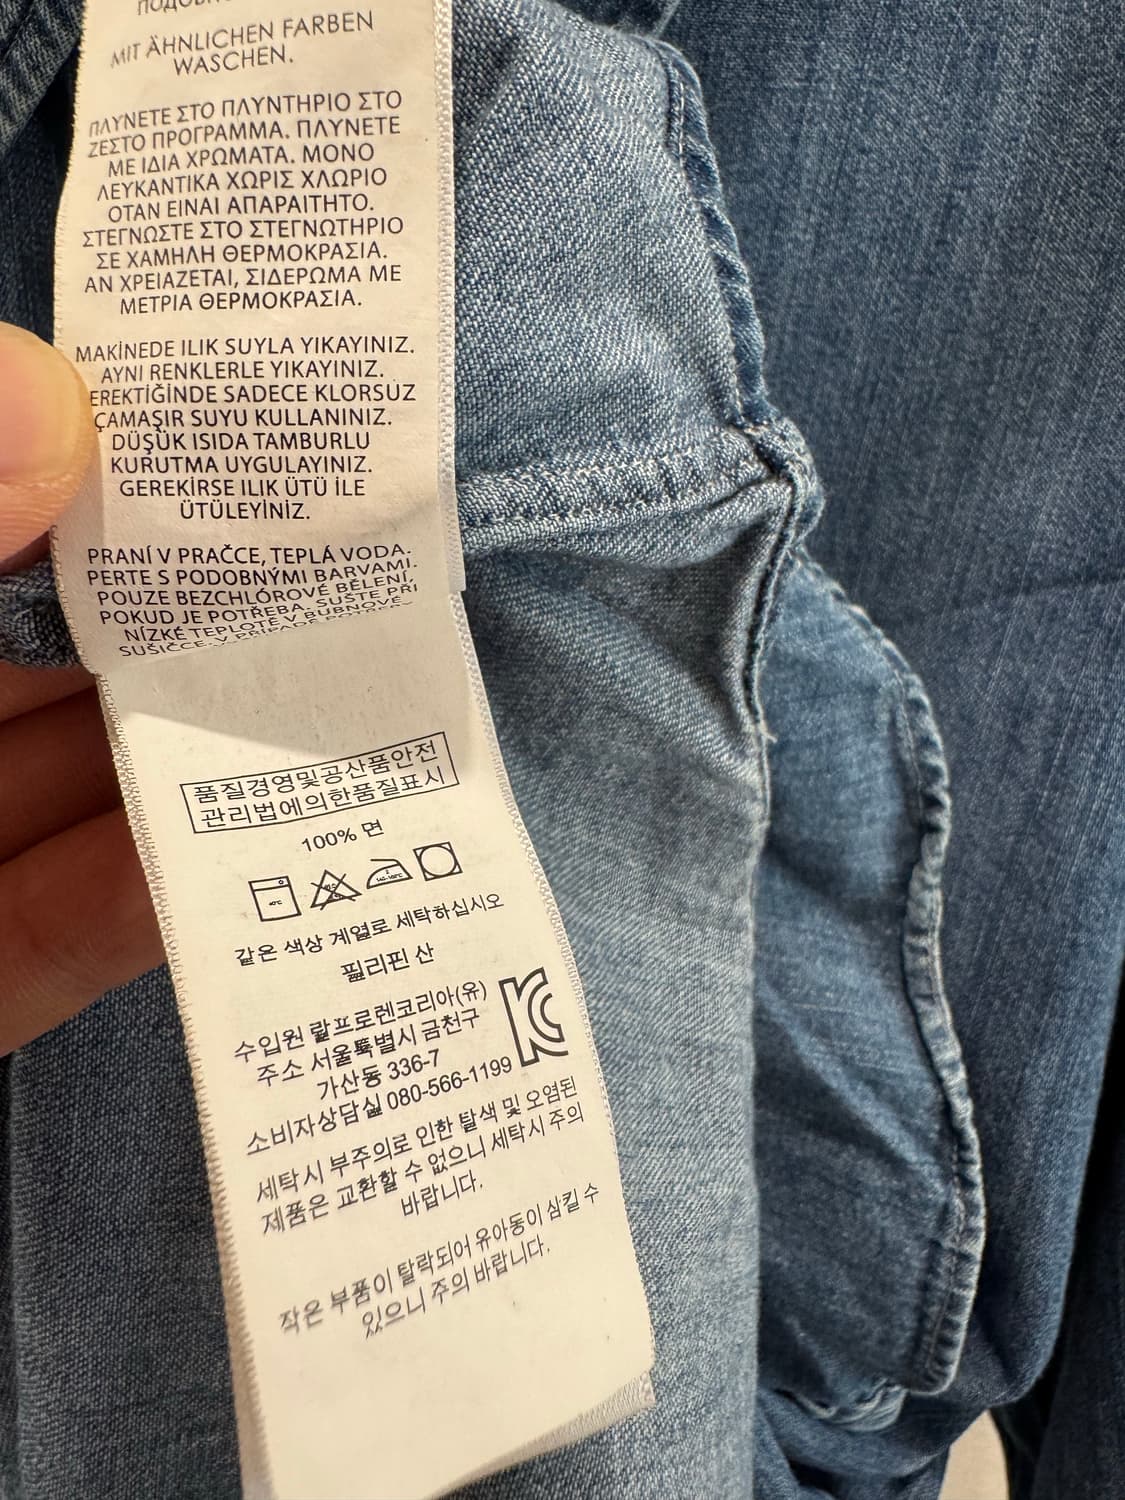 MIT ÄHNLICHEN FARBEN
WASCHEN.
ΠΛΥΝΕΤΕ ΣΤΟ ΠΛΥΝΤΗΡΙΟ ΣΤΟ
ΖΕΣΤΟ ΠΡΟΓΡΑΜΜΑ. ΠΛΥΝΕΤΕ
ΜΕ ΙΔΙΑ ΧΡΩΜΑΤΑ. ΜΟΝΟ
ΛΕΥΚΑΝΤΙΚΑ ΧΩΡΙΣ ΧΛΩΡΙΟ
ΟΤΑΝ ΕΙΝΑΙ ΑΠΑΡΑΙΤΗΤΟ.
ΣΤΕΓΝΩΣΤΕ ΣΤΟ ΣΤΕΓΝΩΤΗΡΙΟ
ΣΕ ΧΑΜΗΛΗ ΘΕΡΜΟΚΡΑΣΙΑ.
ΑΝ ΧΡΕΙΑΖΕΤΑΙ, ΣΙΔΕΡΩΜΑ ΜΕ
ΜΕΤΡΙΑ ΘΕΡΜΟΚΡΑΣΙΑ.
MAKİNEDE ILIK SUYLA YIKAYINIZ.
AYNI RENKLERLE YIKAYINIZ.
EREKTİĞİNDE SADECE KLORSUZ
ÇAMAŞIR SUYU KULLANINIZ.
DÜŞÜK ISIDA TAMBURLU
KURUTMA UYGULAYINIZ.
GEREKİRSE ILIK ÜTÜ İLE
ÜTÜLEYİNİZ.
PRANÍ V PRAČCE, TEPLÁ VODA.
PERTE S PODOBNÝMI BARVAMI.
POUZE BEZCHLÓROVÉ BĚLENÍ,
POKUD JE POTŘEBA. SUŠTE PŘI
NÍZKÉ TEPLOTĚ V BUBNOVÉ
SUŠIČCE. V PŘÍPADĚ
품질경영및공산품안전
관리법에의한품질표시
100% 면
40°C
같은 색상 계열로 세탁하십시오
필리핀 산
수입원 랄프로렌코리아(유)
주소 서울특별시 금천구
가산동 336-7
소비자상담실 080-566-1199
세탁시 부주의로 인한 탈색 및 오염된
제품은 교환할 수 없으니 세탁시 주의
바랍니다.
작은 부품이 탈락되어 유아동이 삼킬 수
있으니 주의 바랍니다.